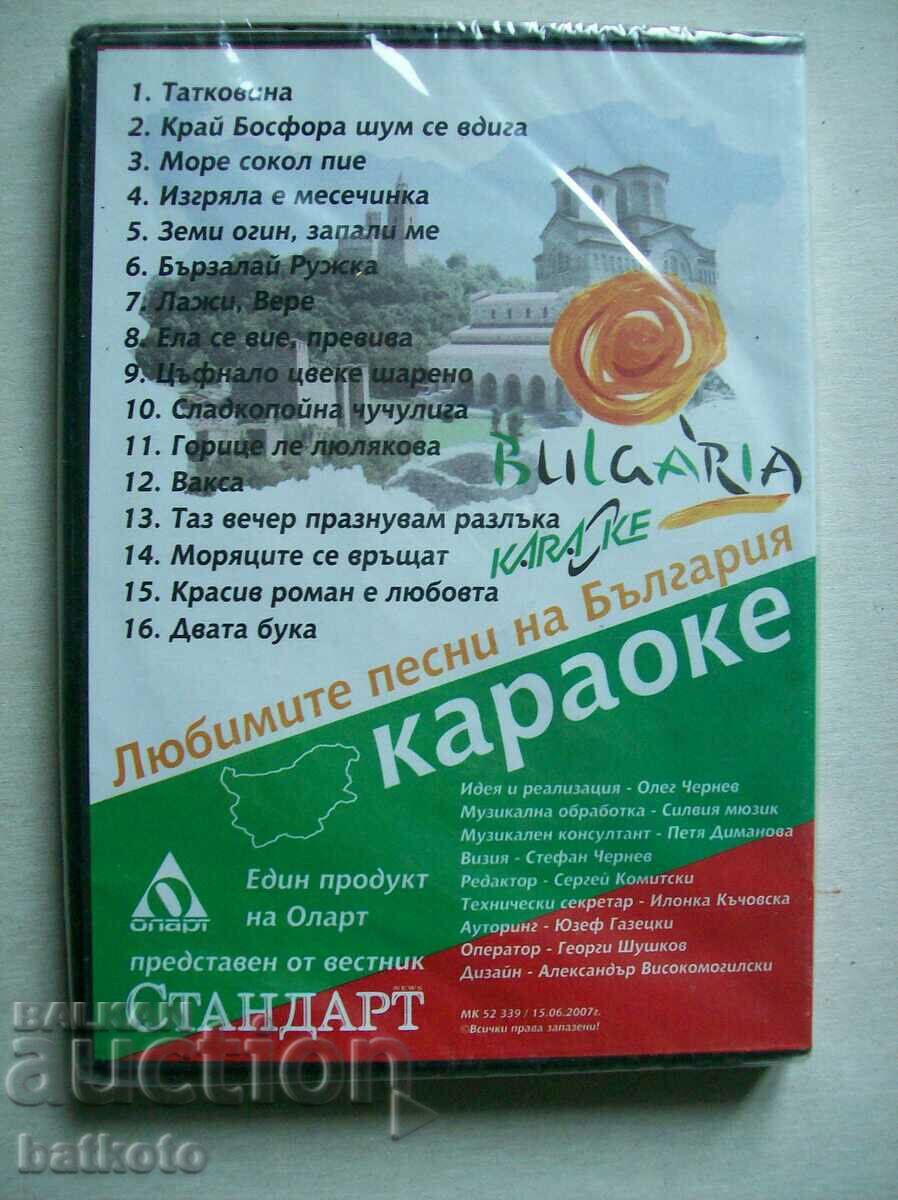 1. Татковина
2. Край Босфора шум се вдига
3. Море сокол пие
4. Изгряла е месечинка
5. Земи огин, запали ме
6. Бързалай Ружска
7. Лажи, Вере
8. Ела се вие, превива
9. Цъфнало цвеке шарено
10. Сладкопойна чучулига
11. Горице ле люлякова
12. Вакса
13. Таз вечер празнувам разлъка
14. Моряците се връщат
15. Красив роман е любовта
16. Двата бука
BULGARIA
KARAOKE
Любимите песни на България
караоке
Идея и реализация - Олег Чернев
Музикална обработка - Силвия мюзик
Музикален консултант - Петя Диманова
Визия - Стефан Чернев
Редактор - Сергей Комитски
Технически секретар - Илонка Къчовска
Ауторинг - Юзеф Газецки
Оператор - Георги Шушков
Дизайн - Александър Високомогилски
МК 52 339 / 15.06.2007г.
©Всички права запазени!
оларт
Един продукт
на Оларт
представен от вестник
NEWS
СТАНДАРТ
BALKAN
auction
batkoto